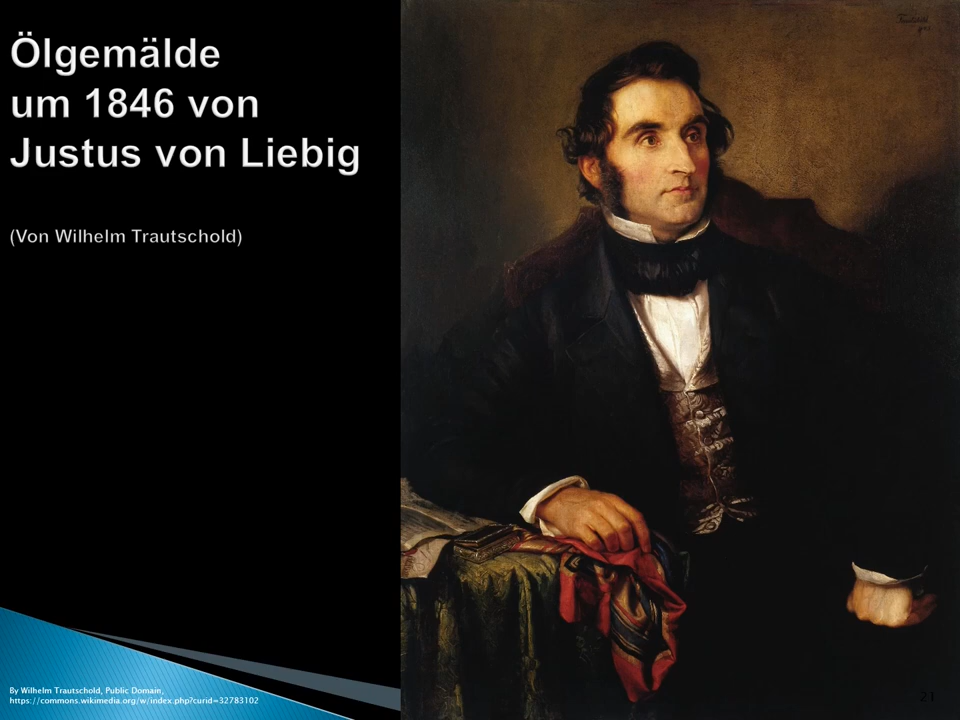 Ölgemälde
um 1846 von
Justus von Liebig
(Von Wilhelm Trautschold)
By Wilhelm Trautschold, Public Domain,
https://commons.wikimedia.org/w/index.php?curid=32783102
21